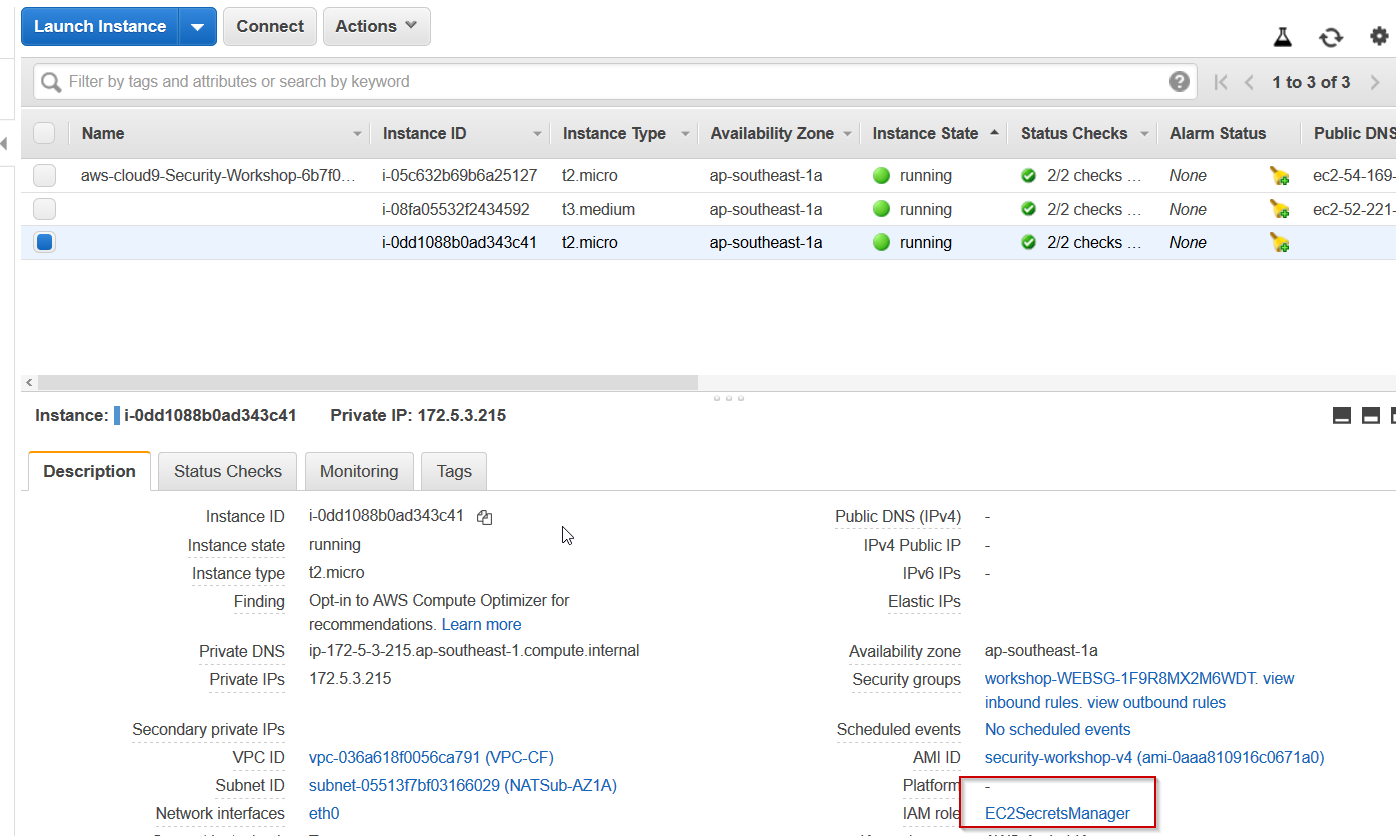 Launch Instance Connect Actions
Filter by tags and attributes or search by keyword 1 to 3 of 3
Name Instance ID Instance Type Availability Zone Instance State Status Checks Alarm Status Public DNS
aws-cloud9-Security-Workshop-6b7f0… i-05c632b69b6a25127 t2.micro ap-southeast-1a running 2/2 checks … None ec2-54-169-
i-08fa05532f2434592 t3.medium ap-southeast-1a running 2/2 checks … None ec2-52-221-
i-0dd1088b0ad343c41 t2.micro ap-southeast-1a running 2/2 checks … None
Instance: i-0dd1088b0ad343c41 Private IP: 172.5.3.215
Description Status Checks Monitoring Tags
Instance ID i-0dd1088b0ad343c41 Public DNS (IPv4) -
Instance state running IPv4 Public IP -
Instance type t2.micro IPv6 IPs -
Finding Opt-in to AWS Compute Optimizer for Elastic IPs
recommendations. Learn more
Private DNS ip-172-5-3-215.ap-southeast-1.compute.internal Availability zone ap-southeast-1a
Private IPs 172.5.3.215 Security groups workshop-WEBSG-1F9R8MX2M6WDT. view
inbound rules. view outbound rules
Secondary private IPs Scheduled events No scheduled events
VPC ID vpc-036a618f0056ca791 (VPC-CF) AMI ID security-workshop-v4 (ami-0aaa810916c0671a0)
Subnet ID subnet-05513f7bf03166029 (NATSub-AZ1A) Platform -
Network interfaces eth0 IAM role EC2SecretsManager